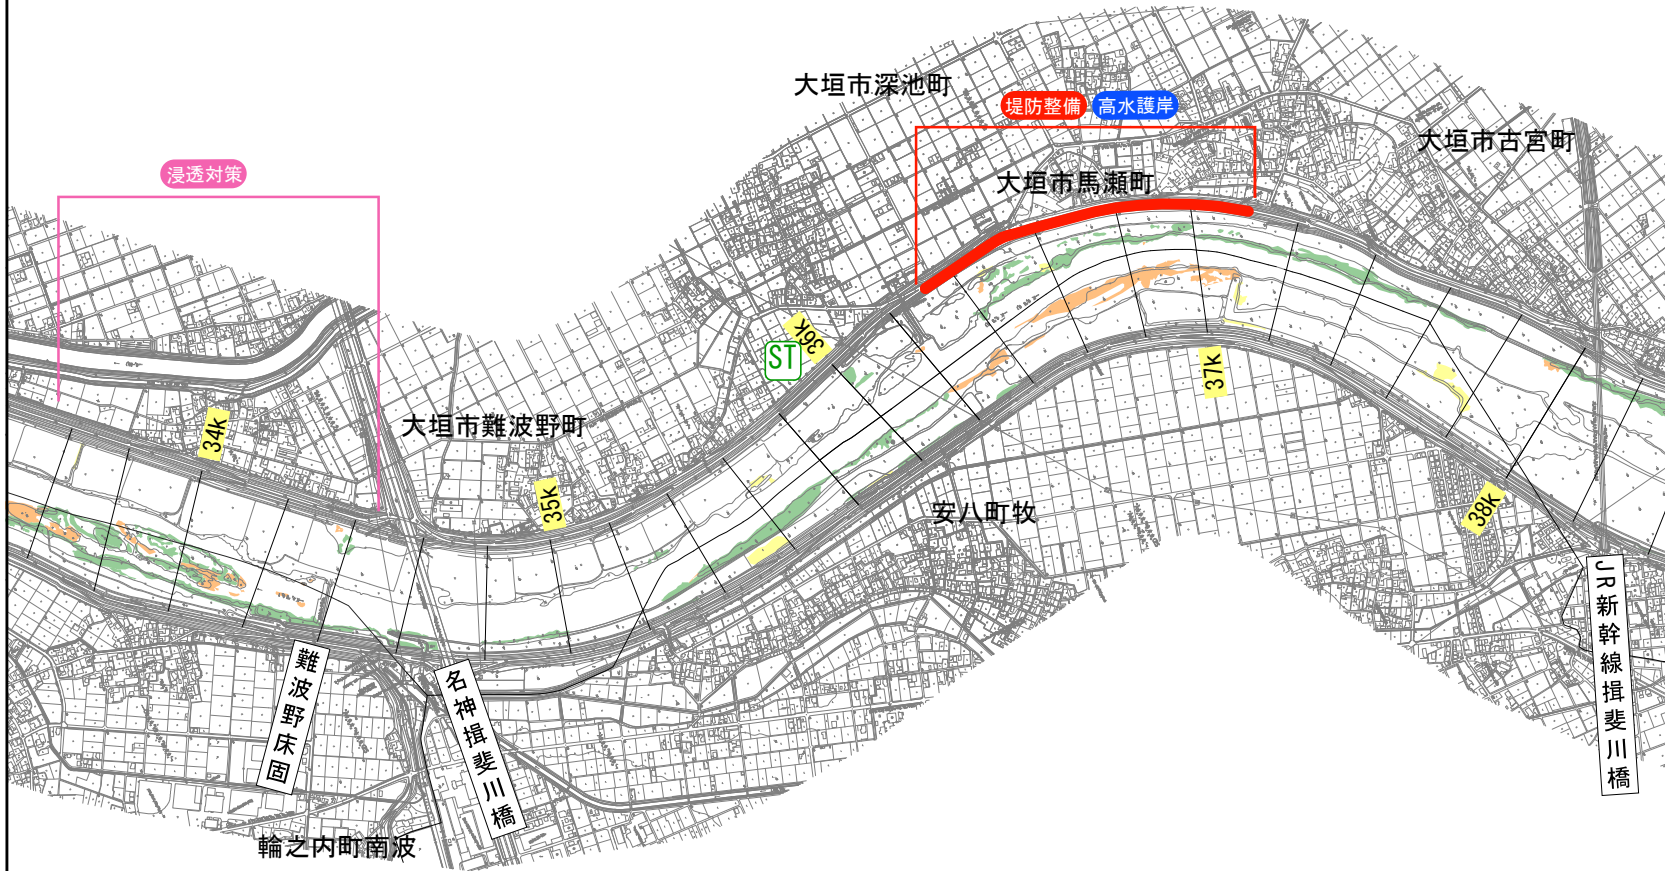 大垣市深池町
堤防整備
高水護岸
大垣市古宮町
浸透対策
大垣市馬瀬町
36k
ST
37k
34k
大垣市難波野町
35k
安八町牧
38k
JR新幹線揖斐川橋
難波野床固
名神揖斐川橋
輪之内町南波